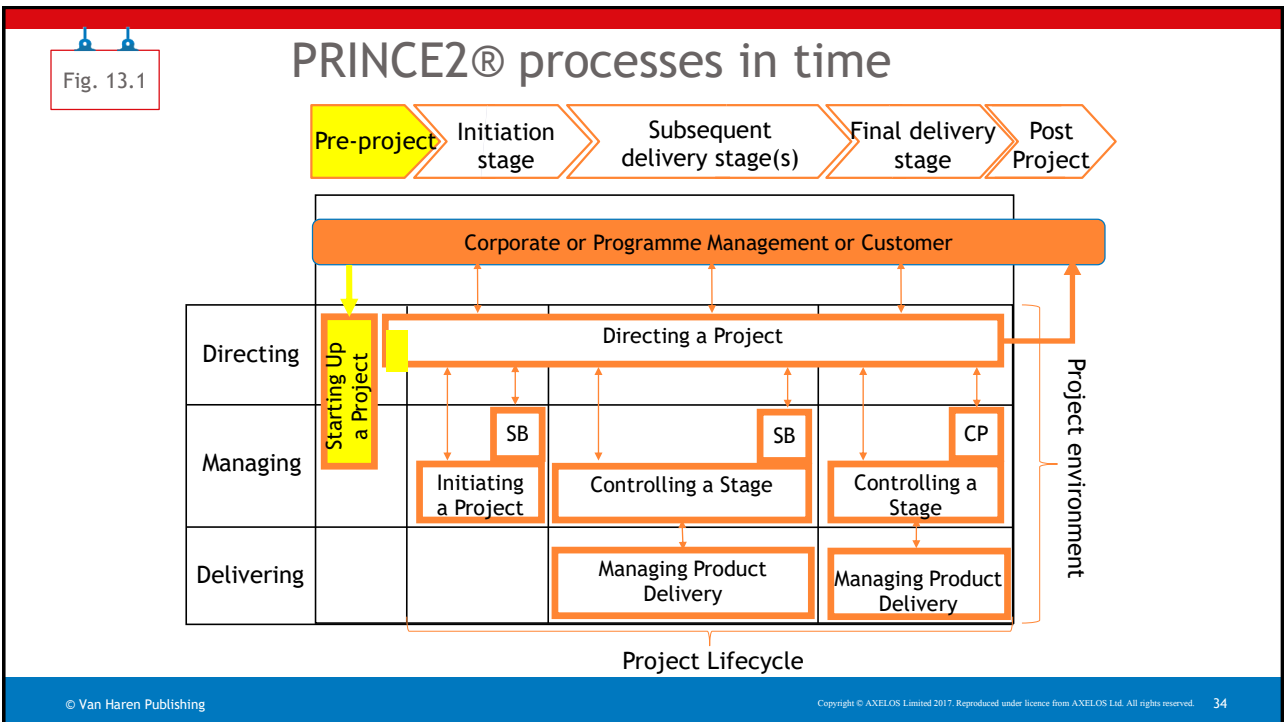 Fig. 13.1
PRINCE2® processes in time
Pre-project
Initiation
stage
Subsequent
delivery stage(s)
Final delivery
stage
Post
Project
Corporate or Programme Management or Customer
Directing
Starting Up
a Project
Directing a Project
Managing
SB
SB
CP
Initiating
a Project
Controlling a Stage
Controlling a
Stage
Delivering
Managing Product
Delivery
Managing Product
Delivery
Project environment
Project Lifecycle
© Van Haren Publishing
Copyright © AXELOS Limited 2017. Reproduced under licence from AXELOS Ltd. All rights reserved.
34